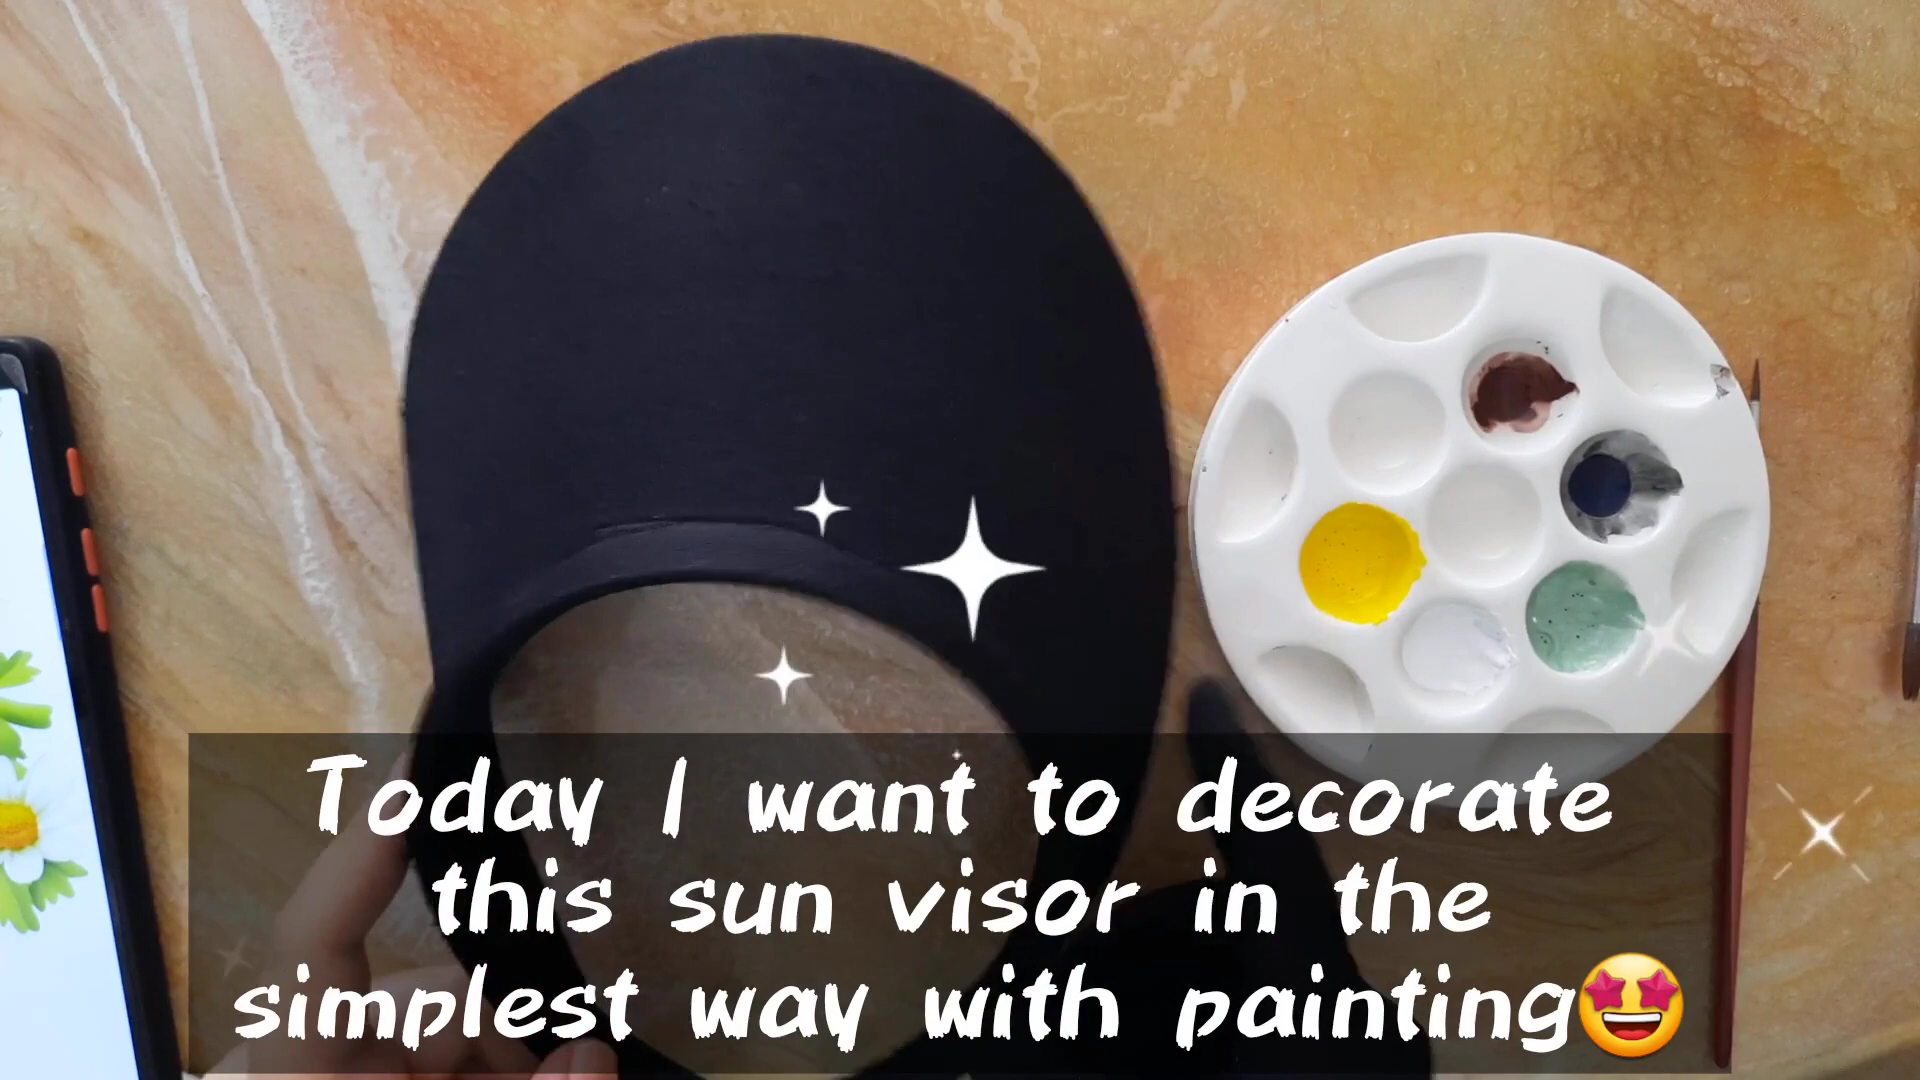 Today I want to decorate
this sun visor in the
simplest way with painting🤩